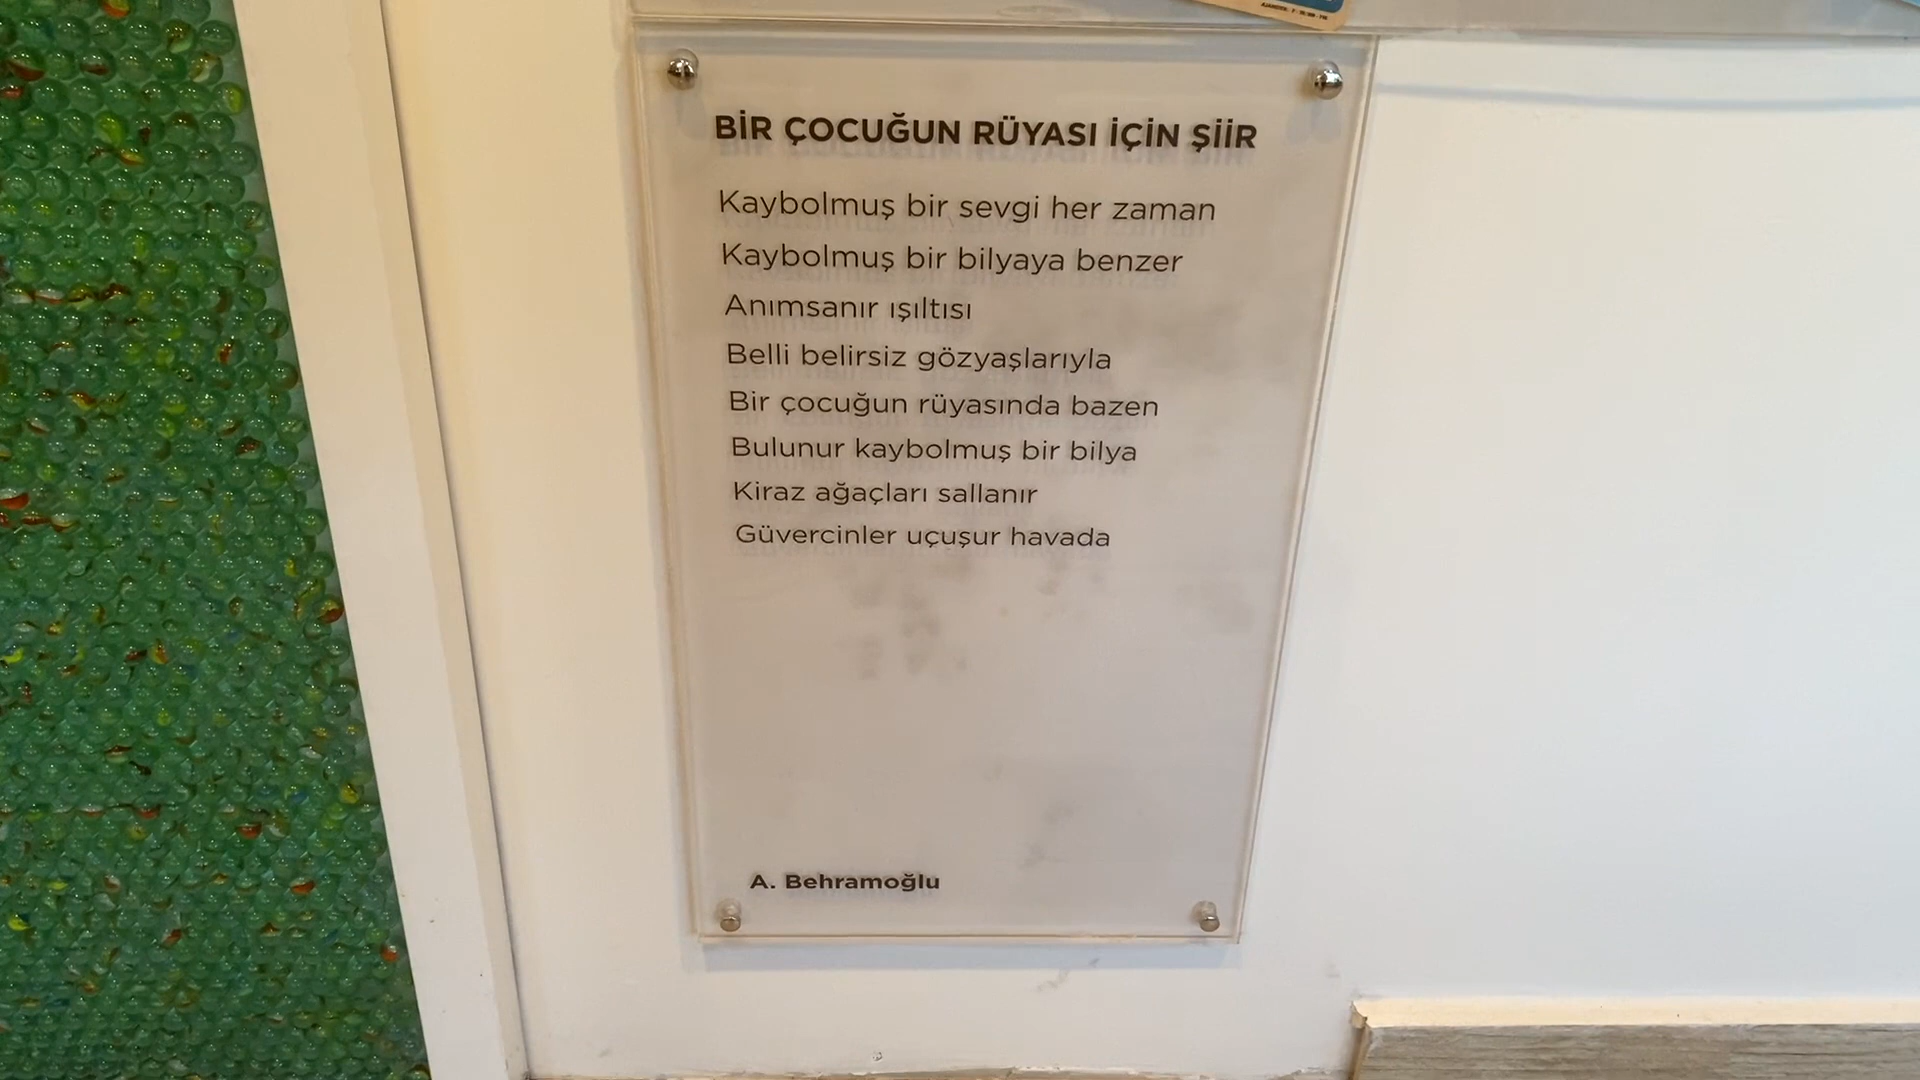 BİR ÇOCUĞUN RÜYASI İÇİN ŞİİR
Kaybolmuş bir sevgi her zaman
Kaybolmuş bir bilyaya benzer
Anımsanır ışıltısı
Belli belirsiz gözyaşlarıyla
Bir çocuğun rüyasında bazen
Bulunur kaybolmuş bir bilya
Kiraz ağaçları sallanır
Güvercinler uçuşur havada
A. Behramoğlu